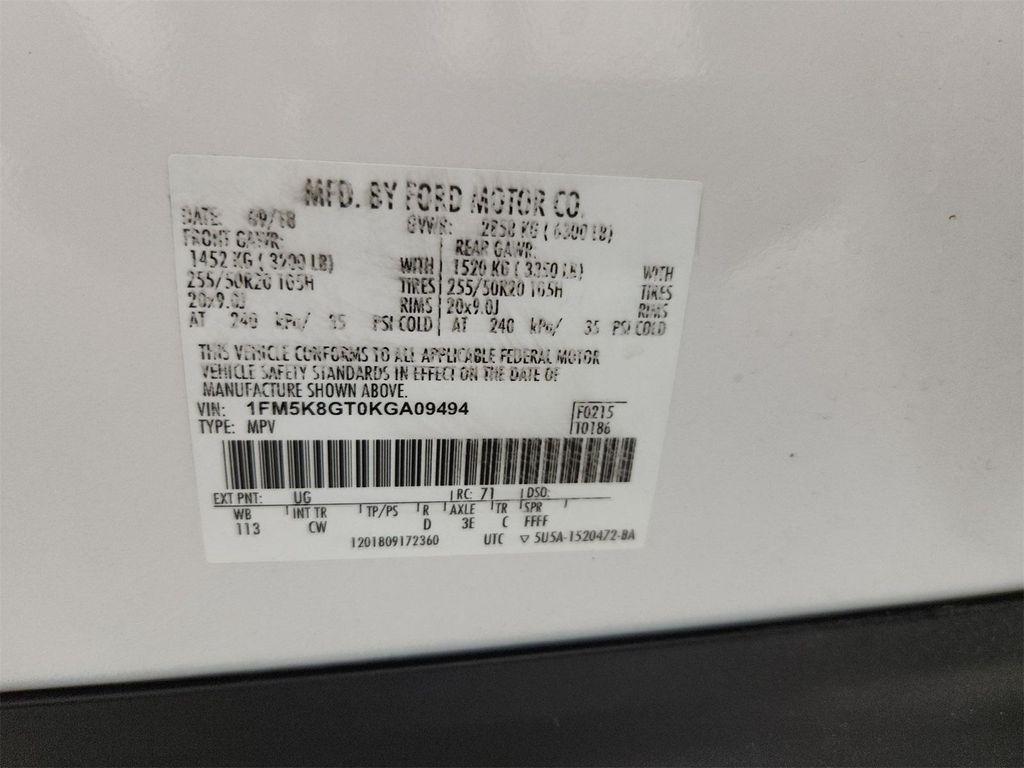 MFD. BY FORD MOTOR CO.
DATE: 09/18 GVWR: 2858 KG ( 6300 LB)
FRONT GAWR: REAR GAWR:
1452 KG ( 3200 LB) WITH 1520 KG ( 3350 LB) WITH
255/50R20 105H TIRES 255/50R20 105H TIRES
20x9.0J RIMS 20x9.0J RIMS
AT 240 kPa/ 35 PSI COLD AT 240 kPa/ 35 PSI COLD
THIS VEHICLE CONFORMS TO ALL APPLICABLE FEDERAL MOTOR
VEHICLE SAFETY STANDARDS IN EFFECT ON THE DATE OF
MANUFACTURE SHOWN ABOVE.
VIN: 1FM5K8GT0KGA09494 F0215
TYPE: MPV T0186
EXT PNT: UG RC: 71 DSO:
WB INT TR TP/PS R AXLE TR SPR
113 CW D 3E C FFFF
1201809172360 UTC ▽ 5U5A-1520472-BA